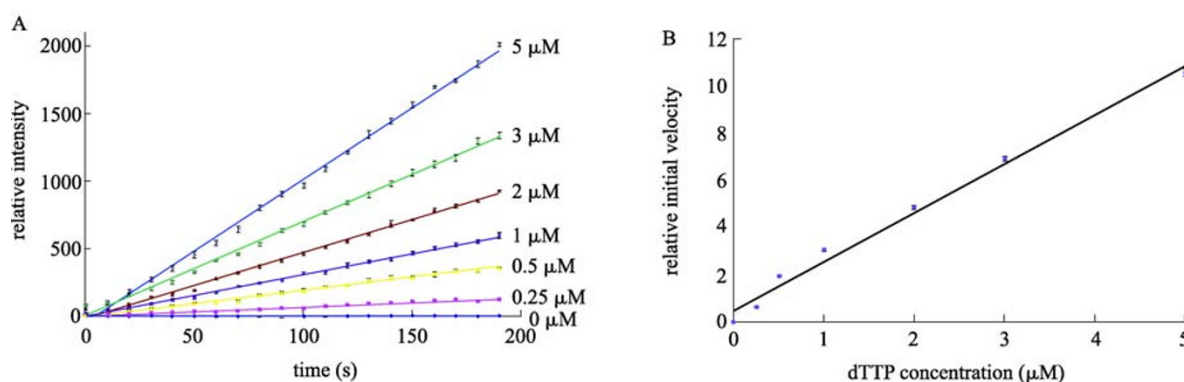 A
2000
1500
1000
500
0
relative intensity
0
50
100
150
200
time (s)
5 μM
3 μM
2 μM
1 μM
0.5 μM
0.25 μM
0 μM
B
12
10
8
6
4
2
0
relative initial velocity
0
1
2
3
4
5
dTTP concentration (μM)